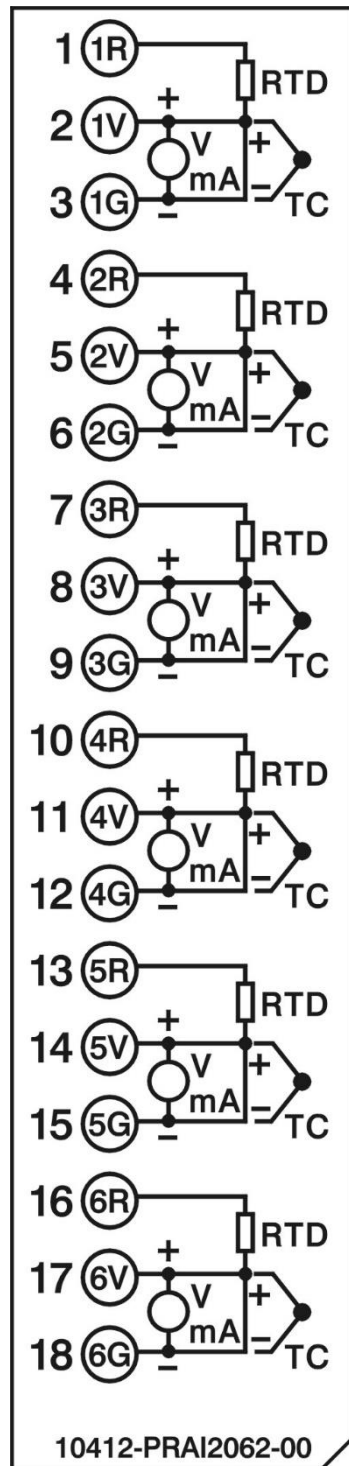 1 1R RTD
+
2 1V V +
mA
3 1G - - TC
4 2R RTD
+
5 2V V +
mA
6 2G - - TC
7 3R RTD
+
8 3V V +
mA
9 3G - - TC
10 4R RTD
+
11 4V V +
mA
12 4G - - TC
13 5R RTD
+
14 5V V +
mA
15 5G - - TC
16 6R RTD
+
17 6V V +
mA
18 6G - - TC
10412-PRAI2062-00